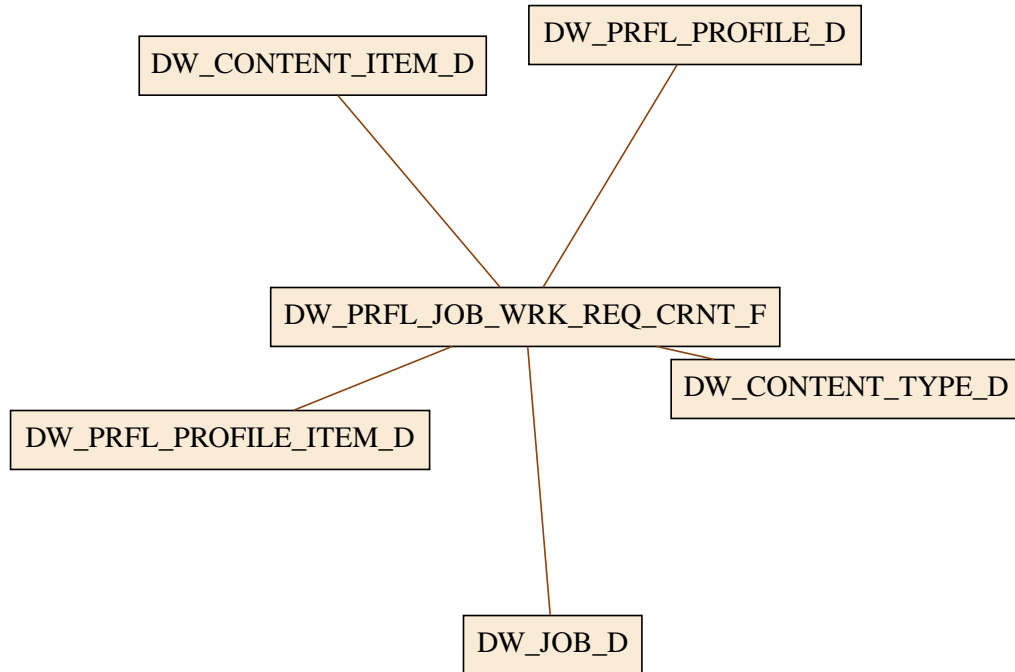 DW_PRFL_PROFILE_D
DW_CONTENT_ITEM_D
DW_PRFL_JOB_WRK_REQ_CRNT_F
DW_CONTENT_TYPE_D
DW_PRFL_PROFILE_ITEM_D
DW_JOB_D